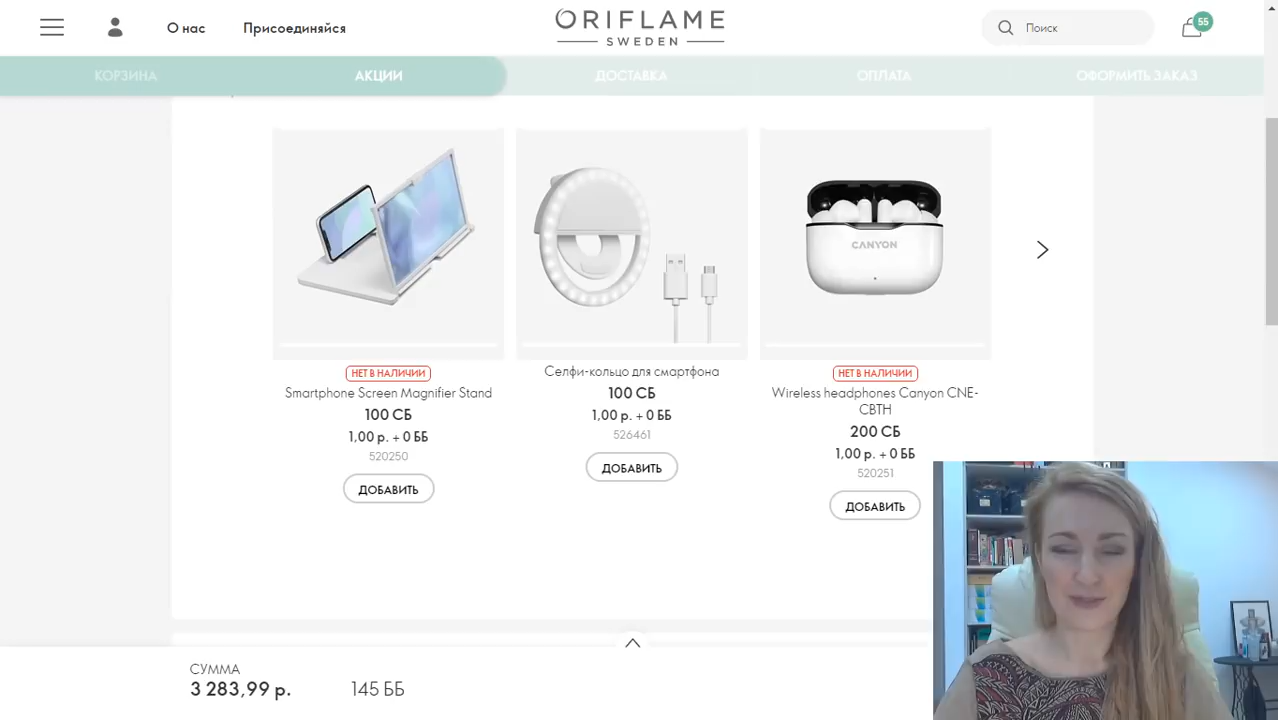 О нас
Присоединяйся
ORIFLAME
SWEDEN
Поиск
55
КОРЗИНА
АКЦИИ
ДОСТАВКА
ОПЛАТА
ОФОРМИТЬ ЗАКАЗ
CANYON
НЕТ В НАЛИЧИИ
Smartphone Screen Magnifier Stand
100 СБ
1,00 р. + 0 ББ
520250
ДОБАВИТЬ
Селфи-кольцо для смартфона
100 СБ
1,00 р. + 0 ББ
526461
ДОБАВИТЬ
НЕТ В НАЛИЧИИ
Wireless headphones Canyon CNE-
CBTH
200 СБ
1,00 р. + 0 ББ
520251
ДОБАВИТЬ
СУММА
3 283,99 р.
145 ББ